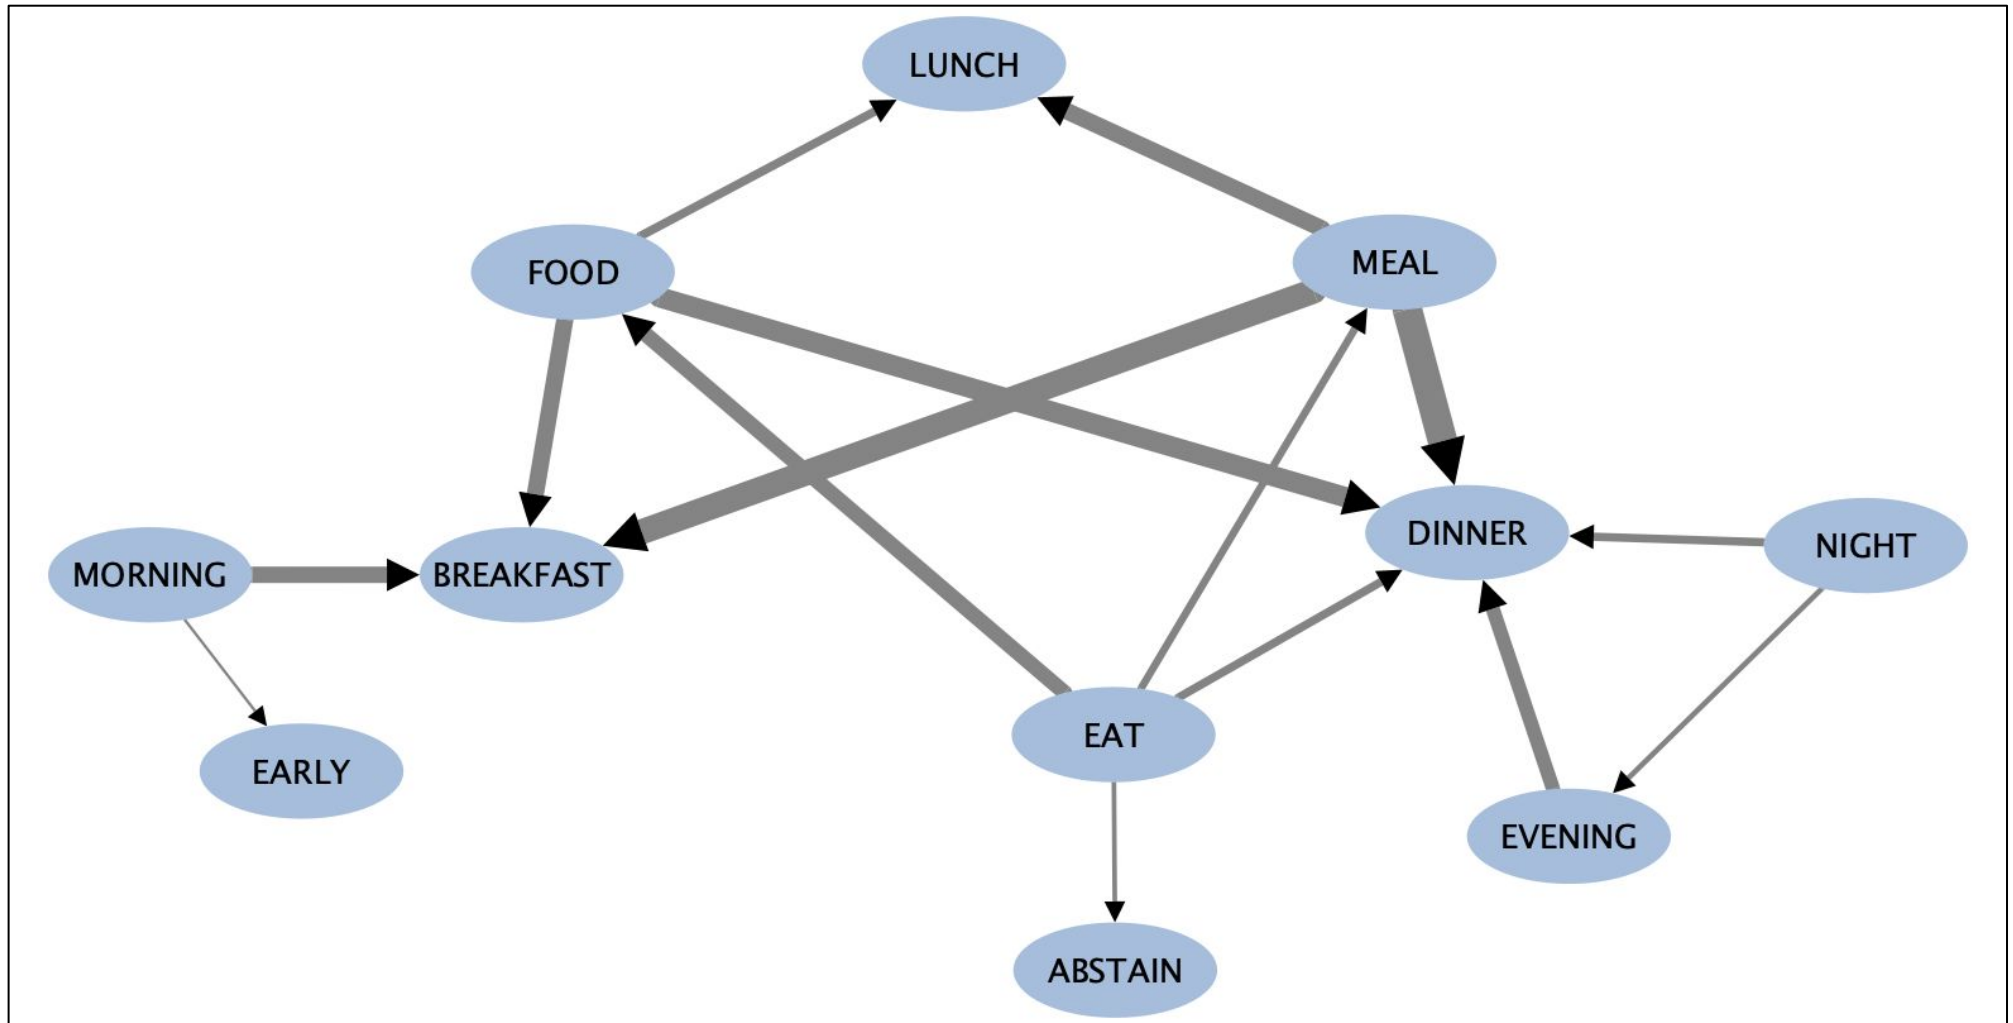 LUNCH
FOOD
MEAL
DINNER
NIGHT
MORNING
BREAKFAST
EAT
EARLY
EVENING
ABSTAIN